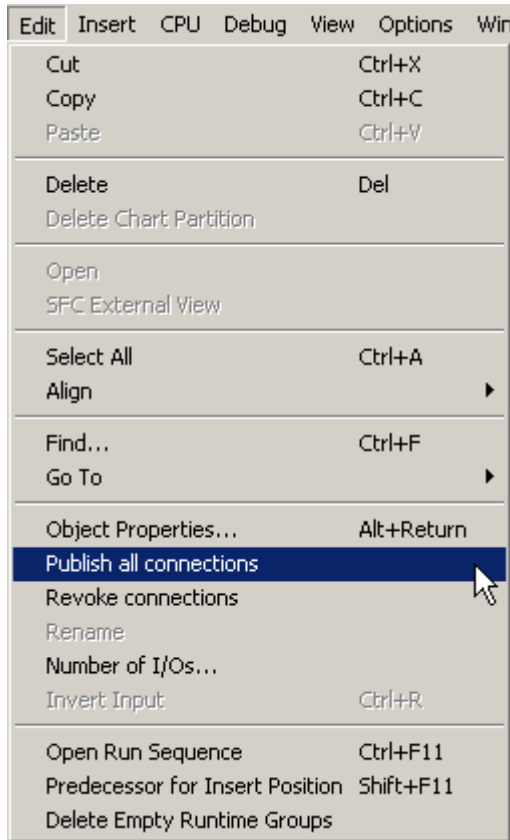 Edit Insert CPU Debug View Options Win
Cut Ctrl+X
Copy Ctrl+C
Paste Ctrl+V
Delete Del
Delete Chart Partition
Open
SFC External View
Select All Ctrl+A
Align
Find... Ctrl+F
Go To
Object Properties... Alt+Return
Publish all connections
Revoke connections
Rename
Number of I/Os...
Invert Input Ctrl+R
Open Run Sequence Ctrl+F11
Predecessor for Insert Position Shift+F11
Delete Empty Runtime Groups